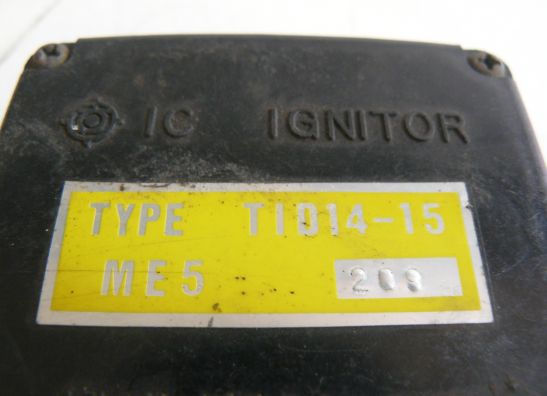 IC IGNITOR
TYPE TID14-15
ME5 209